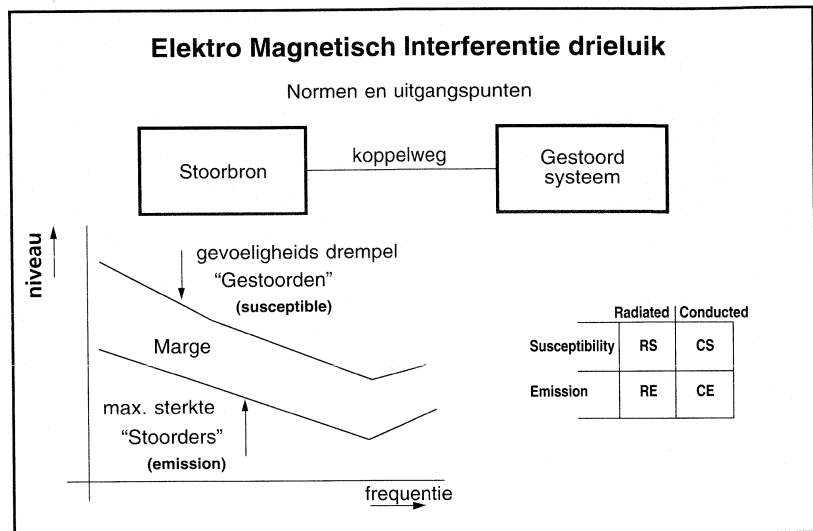 Elektro Magnetisch Interferentie drieluik
Normen en uitgangspunten
Stoorbron
koppelweg
Gestoord
systeem
niveau
gevoeligheids drempel
“Gestoorden”
(susceptible)
Marge
max. sterkte
“Stoorders”
(emission)
frequentie
Radiated Conducted
Susceptibility RS CS
Emission RE CE